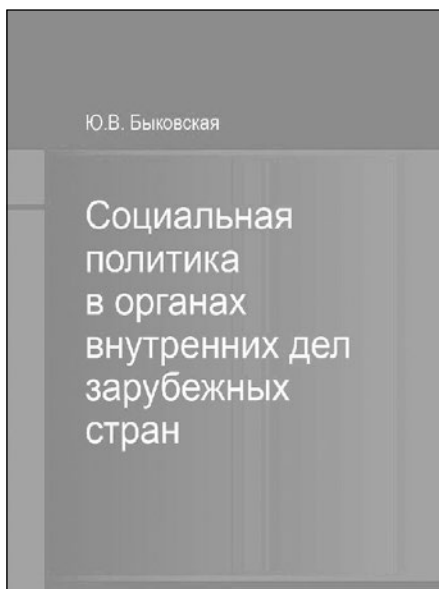 Ю.В. Быковская
Социальная
политика
в органах
внутренних дел
зарубежных
стран